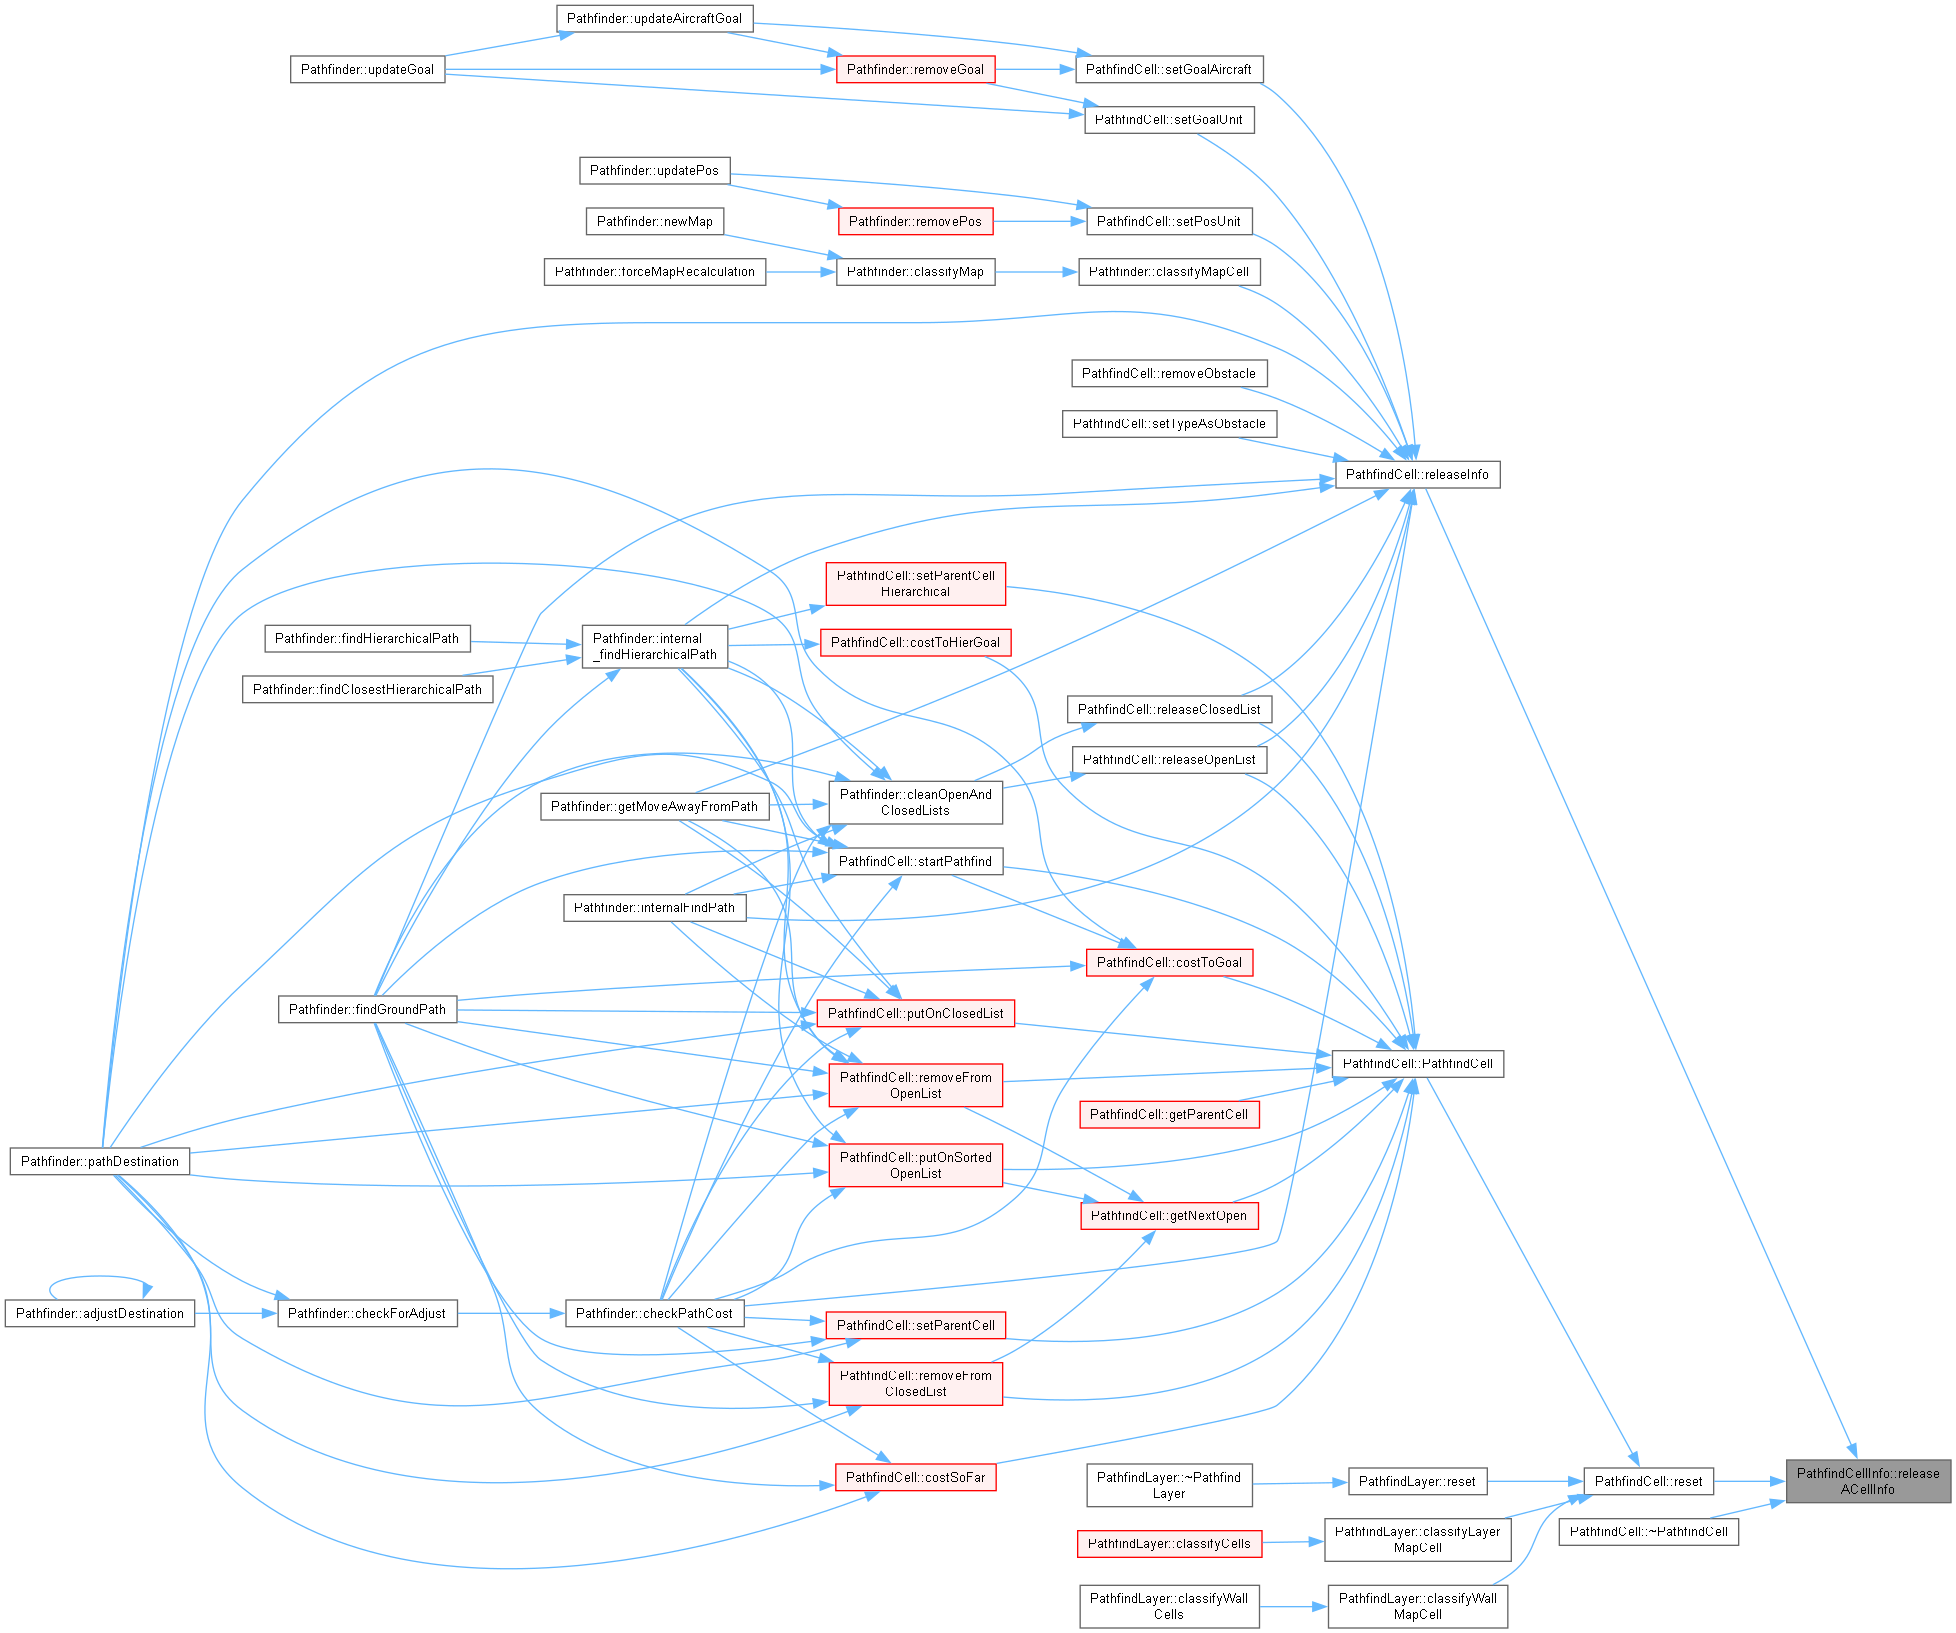 Pathfinder::updateAircraftGoal
Pathfinder::updateGoal
Pathfinder::removeGoal
PathfindCell::setGoalAircraft
PathfindCell::setGoalUnit
Pathfinder::updatePos
Pathfinder::removePos
PathfindCell::setPosUnit
Pathfinder::newMap
Pathfinder::forceMapRecalculation
Pathfinder::classifyMap
Pathfinder::classifyMapCell
PathfindCell::removeObstacle
PathfindCell::setTypeAsObstacle
PathfindCell::releaseInfo
PathfindCell::setParentCell
Hierarchical
Pathfinder::findHierarchicalPath
Pathfinder::internal
_findHierarchicalPath
PathfindCell::costToHierGoal
Pathfinder::findClosestHierarchicalPath
PathfindCell::releaseClosedList
PathfindCell::releaseOpenList
Pathfinder::getMoveAwayFromPath
Pathfinder::cleanOpenAnd
ClosedLists
PathfindCell::startPathfind
Pathfinder::internalFindPath
PathfindCell::costToGoal
Pathfinder::findGroundPath
PathfindCell::putOnClosedList
PathfindCell::PathfindCell
PathfindCell::removeFrom
OpenList
PathfindCell::getParentCell
Pathfinder::pathDestination
PathfindCell::putOnSorted
OpenList
PathfindCell::getNextOpen
Pathfinder::adjustDestination
Pathfinder::checkForAdjust
Pathfinder::checkPathCost
PathfindCell::setParentCell
PathfindCell::removeFrom
ClosedList
PathfindCell::costSoFar
PathfindLayer::~Pathfind
Layer
PathfindLayer::reset
PathfindCell::reset
PathfindCellInfo::release
ACellInfo
PathfindCell::~PathfindCell
PathfindLayer::classifyCells
PathfindLayer::classifyLayer
MapCell
PathfindLayer::classifyWall
Cells
PathfindLayer::classifyWall
MapCell